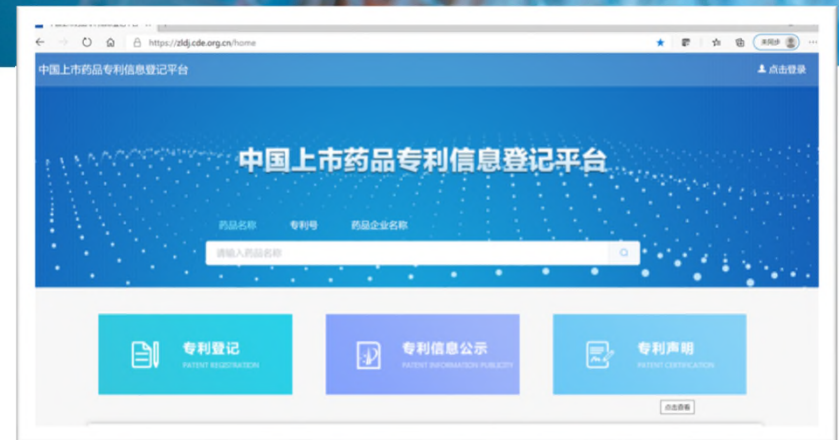 https://zldj.cde.org.cn/home
未同步
中国上市药品专利信息登记平台
点击登录
中国上市药品专利信息登记平台
药品名称 专利号 药品企业名称
请输入药品名称
专利登记
PATENT REGISTRATION
专利信息公示
PATENT INFORMATION PUBLICITY
专利声明
PATENT CERTIFICATION
点击查看